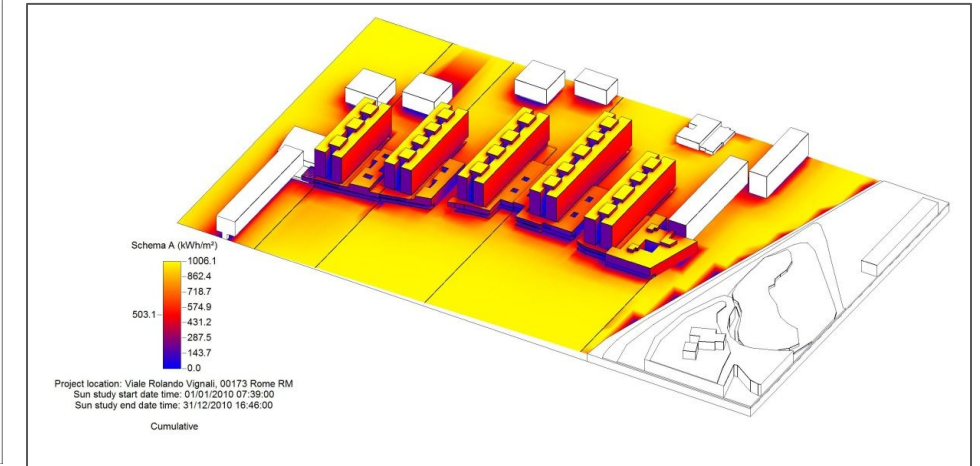 Schema A (kWh/m²)
1006.1
862.4
718.7
574.9
503.1
431.2
287.5
143.7
0.0
Project location: Viale Rolando Vignali, 00173 Rome RM
Sun study start date time: 01/01/2010 07:39:00
Sun study end date time: 31/12/2010 16:46:00
Cumulative